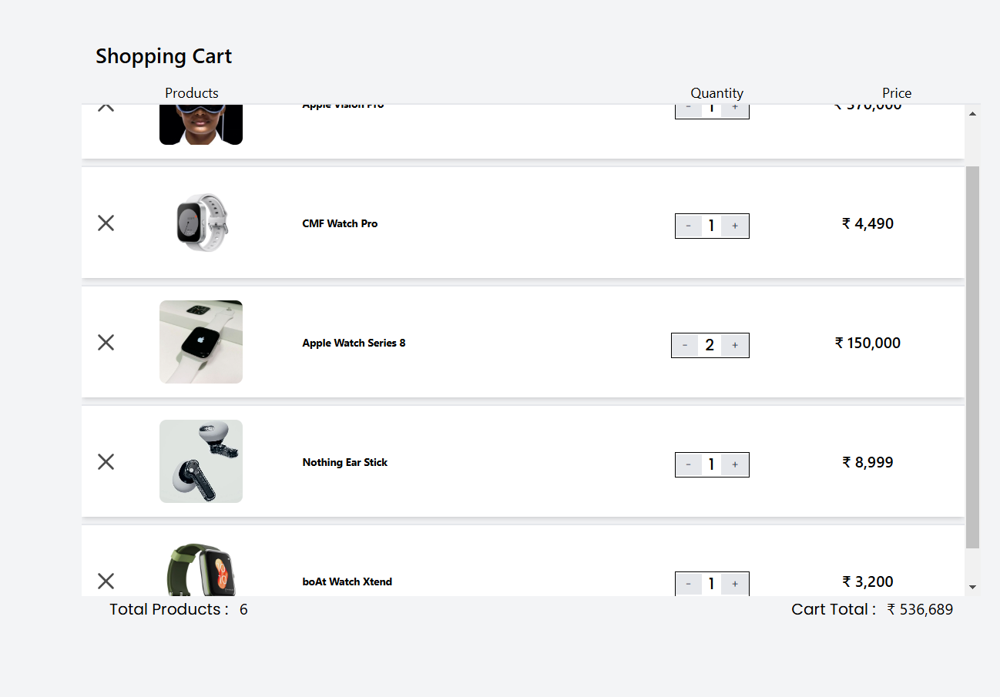 Shopping Cart
Products Quantity Price
Apple Vision Pro - 1 + ₹ 370,000
CMF Watch Pro - 1 + ₹ 4,490
Apple Watch Series 8 - 2 + ₹ 150,000
Nothing Ear Stick - 1 + ₹ 8,999
boAt Watch Xtend - 1 + ₹ 3,200
Total Products : 6 Cart Total : ₹ 536,689